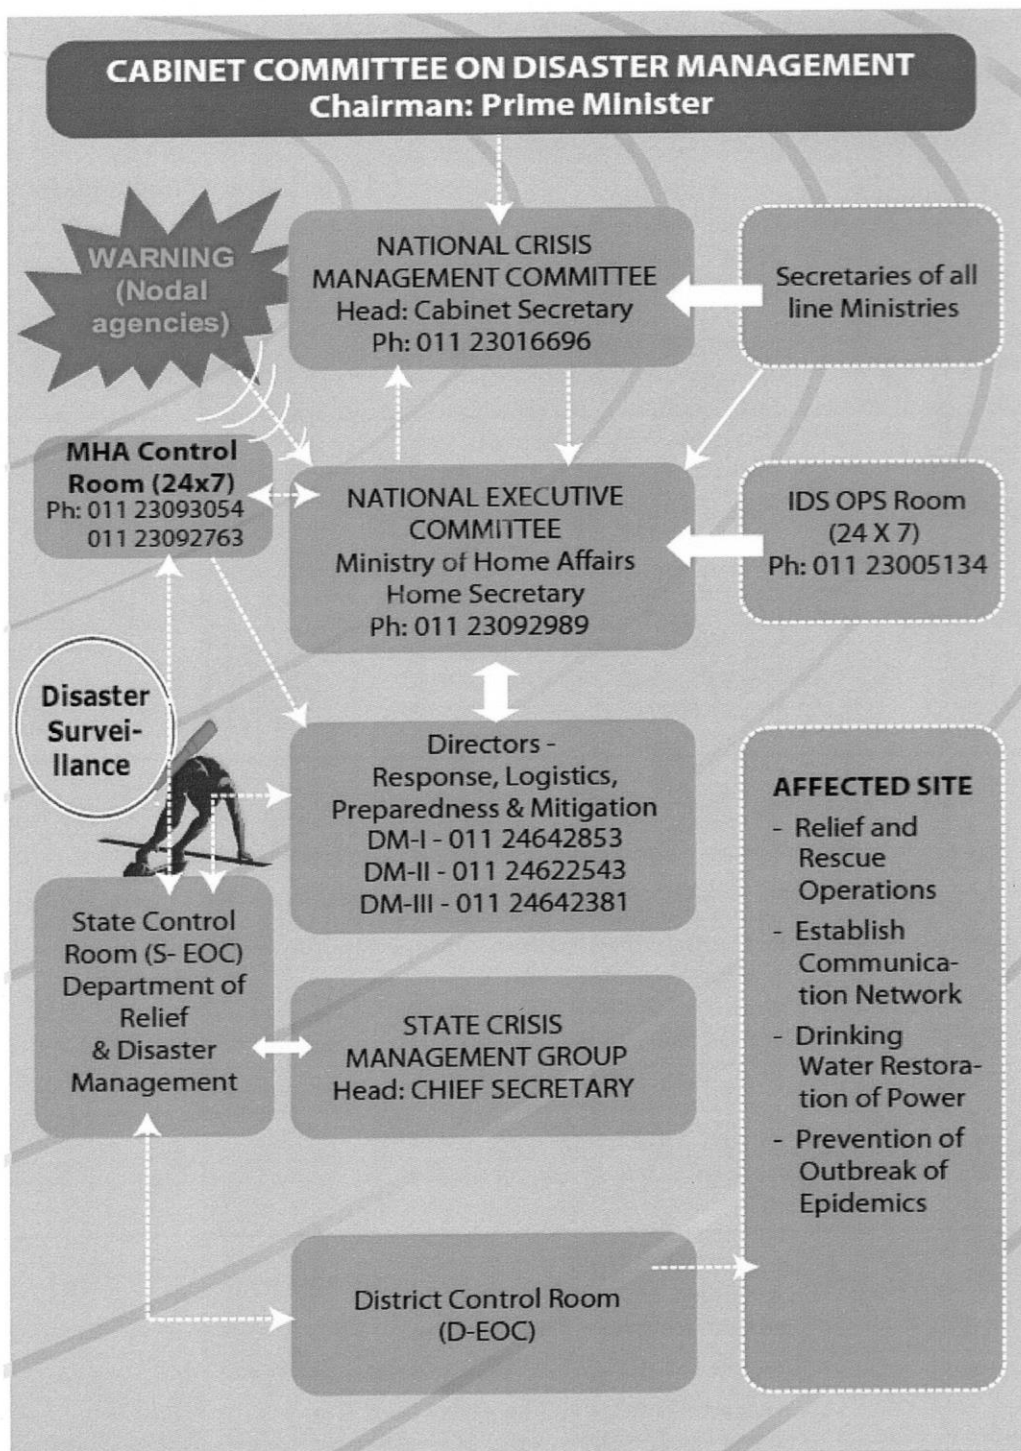 CABINET COMMITTEE ON DISASTER MANAGEMENT
Chairman: Prime Minister
WARNING
(Nodal
agencies)
NATIONAL CRISIS
MANAGEMENT COMMITTEE
Head: Cabinet Secretary
Ph: 011 23016696
Secretaries of all
line Ministries
MHA Control
Room (24x7)
Ph: 011 23093054
011 23092763
NATIONAL EXECUTIVE
COMMITTEE
Ministry of Home Affairs
Home Secretary
Ph: 011 23092989
IDS OPS Room
(24 X 7)
Ph: 011 23005134
Disaster
Survei-
llance
Directors -
Response, Logistics,
Preparedness & Mitigation
DM-I - 011 24642853
DM-II - 011 24622543
DM-III - 011 24642381
State Control
Room (S- EOC)
Department of
Relief
& Disaster
Management
STATE CRISIS
MANAGEMENT GROUP
Head: CHIEF SECRETARY
District Control Room
(D-EOC)
AFFECTED SITE
- Relief and
Rescue
Operations
- Establish
Communica-
tion Network
- Drinking
Water Restora-
tion of Power
- Prevention of
Outbreak of
Epidemics